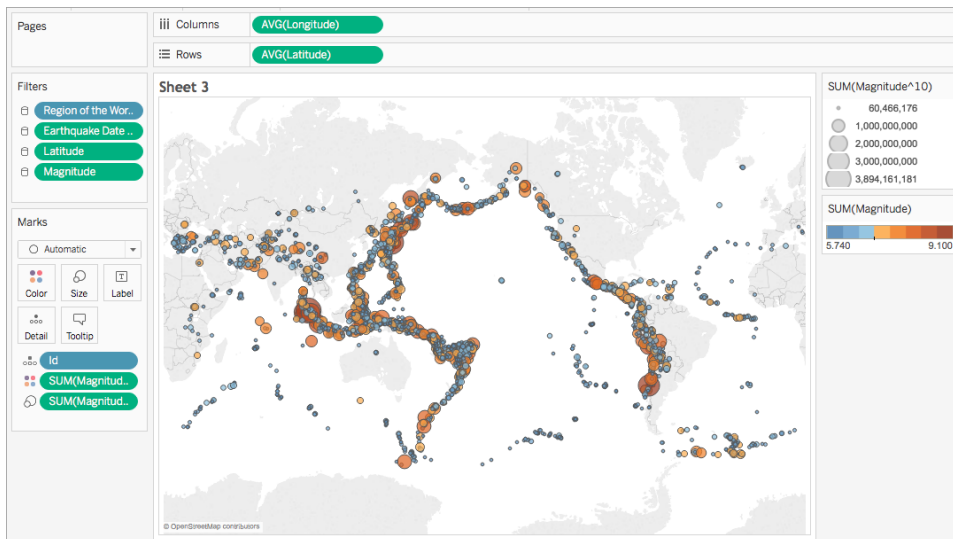 Pages
Columns
AVG(Longitude)
Rows
AVG(Latitude)
Filters
Region of the Wor..
Earthquake Date ..
Latitude
Magnitude
Marks
Automatic
Color
Size
Label
Detail
Tooltip
Id
SUM(Magnitud..
SUM(Magnitud..
Sheet 3
© OpenStreetMap contributors
SUM(Magnitude^10)
60,466,176
1,000,000,000
2,000,000,000
3,000,000,000
3,894,161,181
SUM(Magnitude)
5.740 9.100